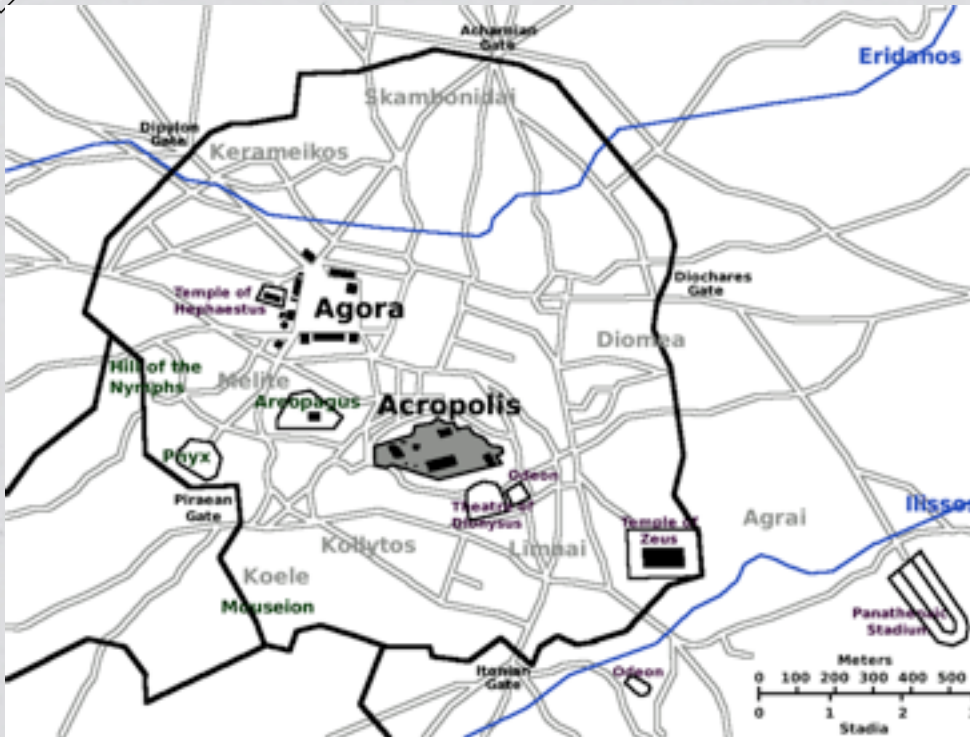 Acharnian
Gate
Eridanos
Skambonidai
Dipylon
Gate
Kerameikos
Diochares
Gate
Temple of
Hephaestus
Agora
Diomea
Hill of the
Nymphs
Melite
Areopagus
Acropolis
Pnyx
Odeon
Piraean
Gate
Theatre of
Dionysus
Ilissos
Agrai
Temple of
Zeus
Kollytos
Limnai
Koele
Mouseion
Panathenaic
Stadium
Itonian
Gate
Odeon
Meters
0 100 200 300 400 500
0 1 2
Stadia